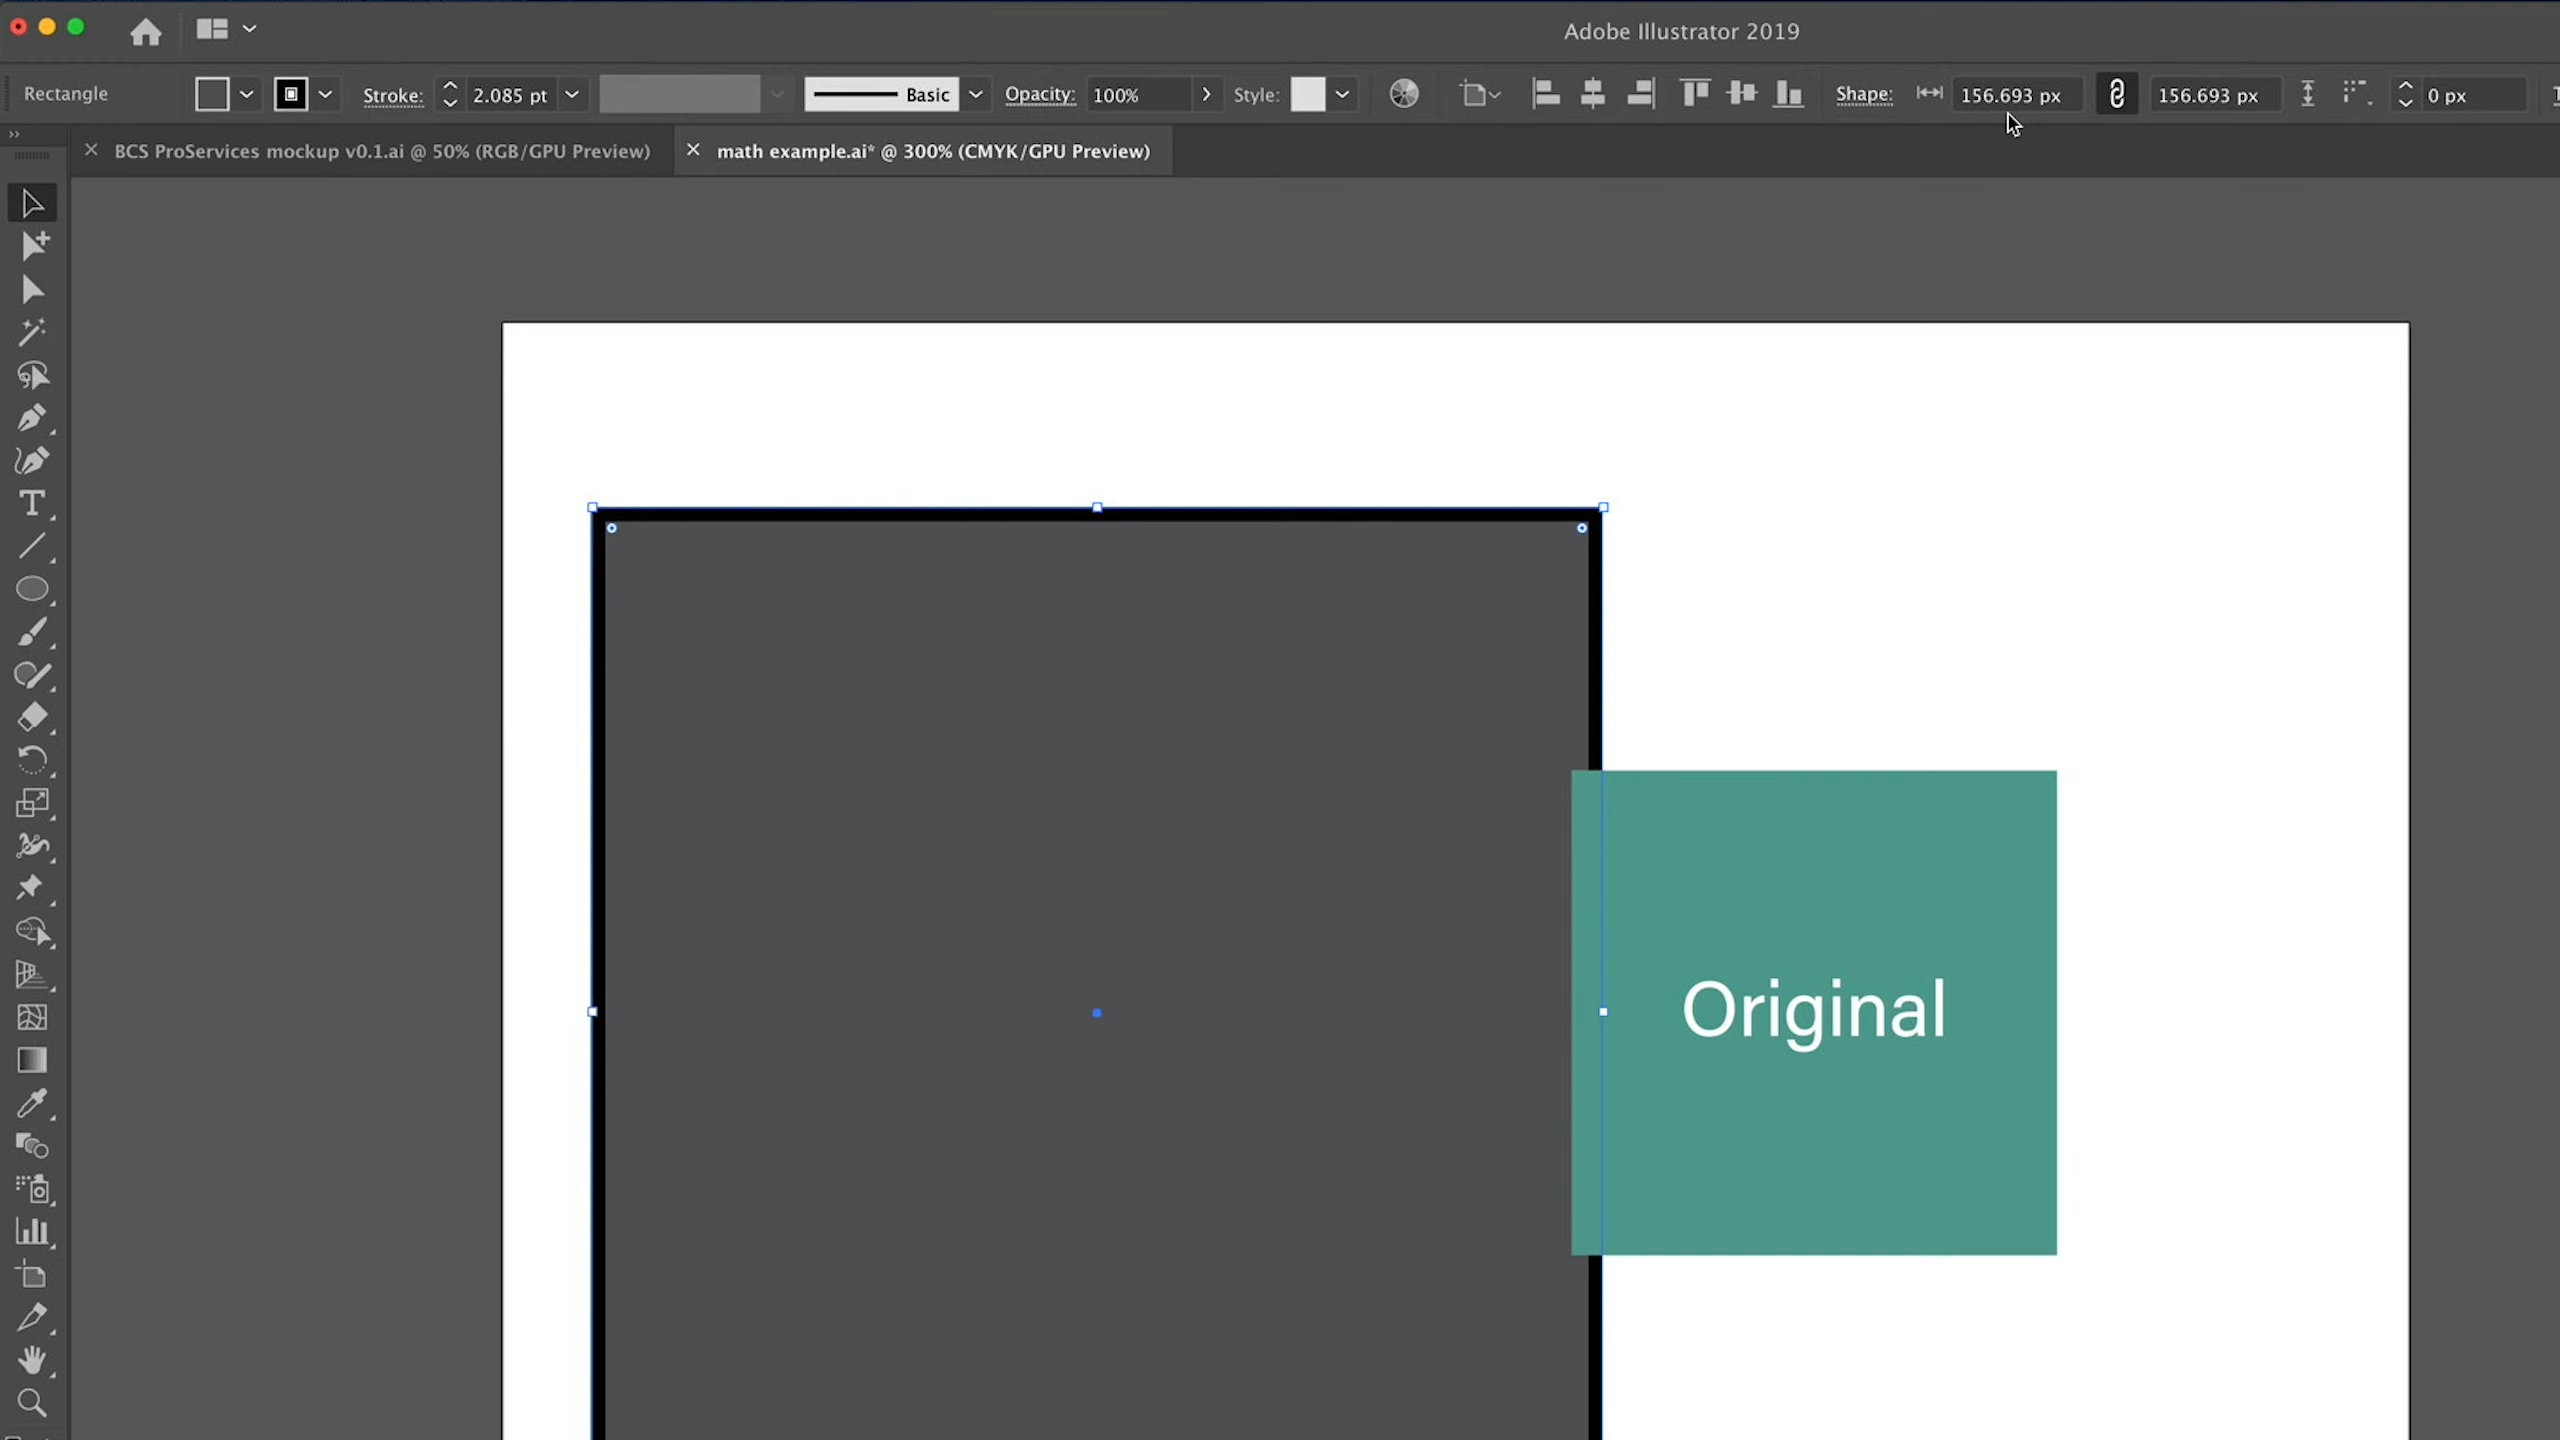 Adobe Illustrator 2019
Rectangle Stroke: 2.085 pt Basic Opacity: 100% Style: Shape: 156.693 px 156.693 px 0 px
BCS ProServices mockup v0.1.ai @ 50% (RGB/GPU Preview) math example.ai* @ 300% (CMYK/GPU Preview)
Original